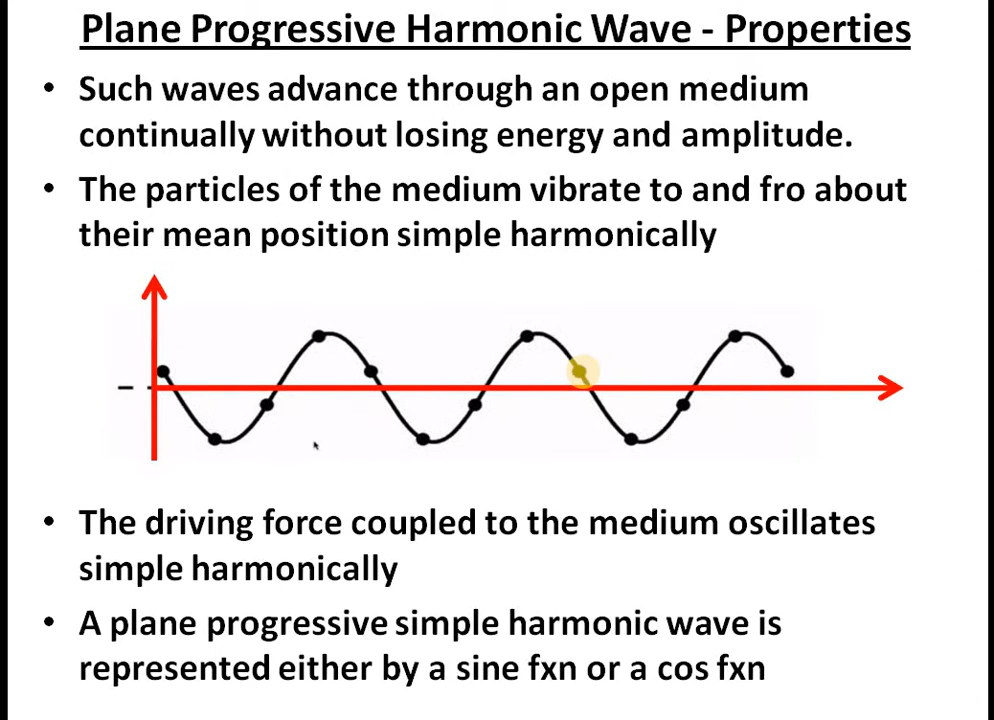 Plane Progressive Harmonic Wave - Properties
• Such waves advance through an open medium
continually without losing energy and amplitude.
• The particles of the medium vibrate to and fro about
their mean position simple harmonically
• The driving force coupled to the medium oscillates
simple harmonically
• A plane progressive simple harmonic wave is
represented either by a sine fxn or a cos fxn